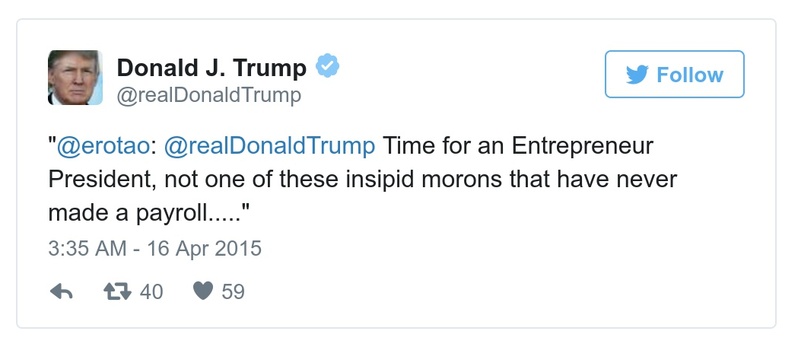 Donald J. Trump
@realDonaldTrump
Follow
"@erotao: @realDonaldTrump Time for an Entrepreneur
President, not one of these insipid morons that have never
made a payroll....."
3:35 AM - 16 Apr 2015
40 59